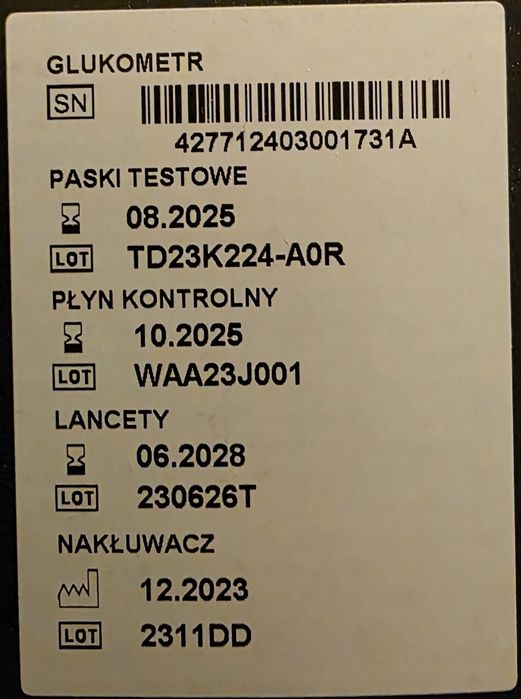 GLUKOMETR
SN
427712403001731A
PASKI TESTOWE
08.2025
LOT TD23K224-A0R
PŁYN KONTROLNY
10.2025
LOT WAA23J001
LANCETY
06.2028
LOT 230626T
NAKŁUWACZ
12.2023
LOT 2311DD